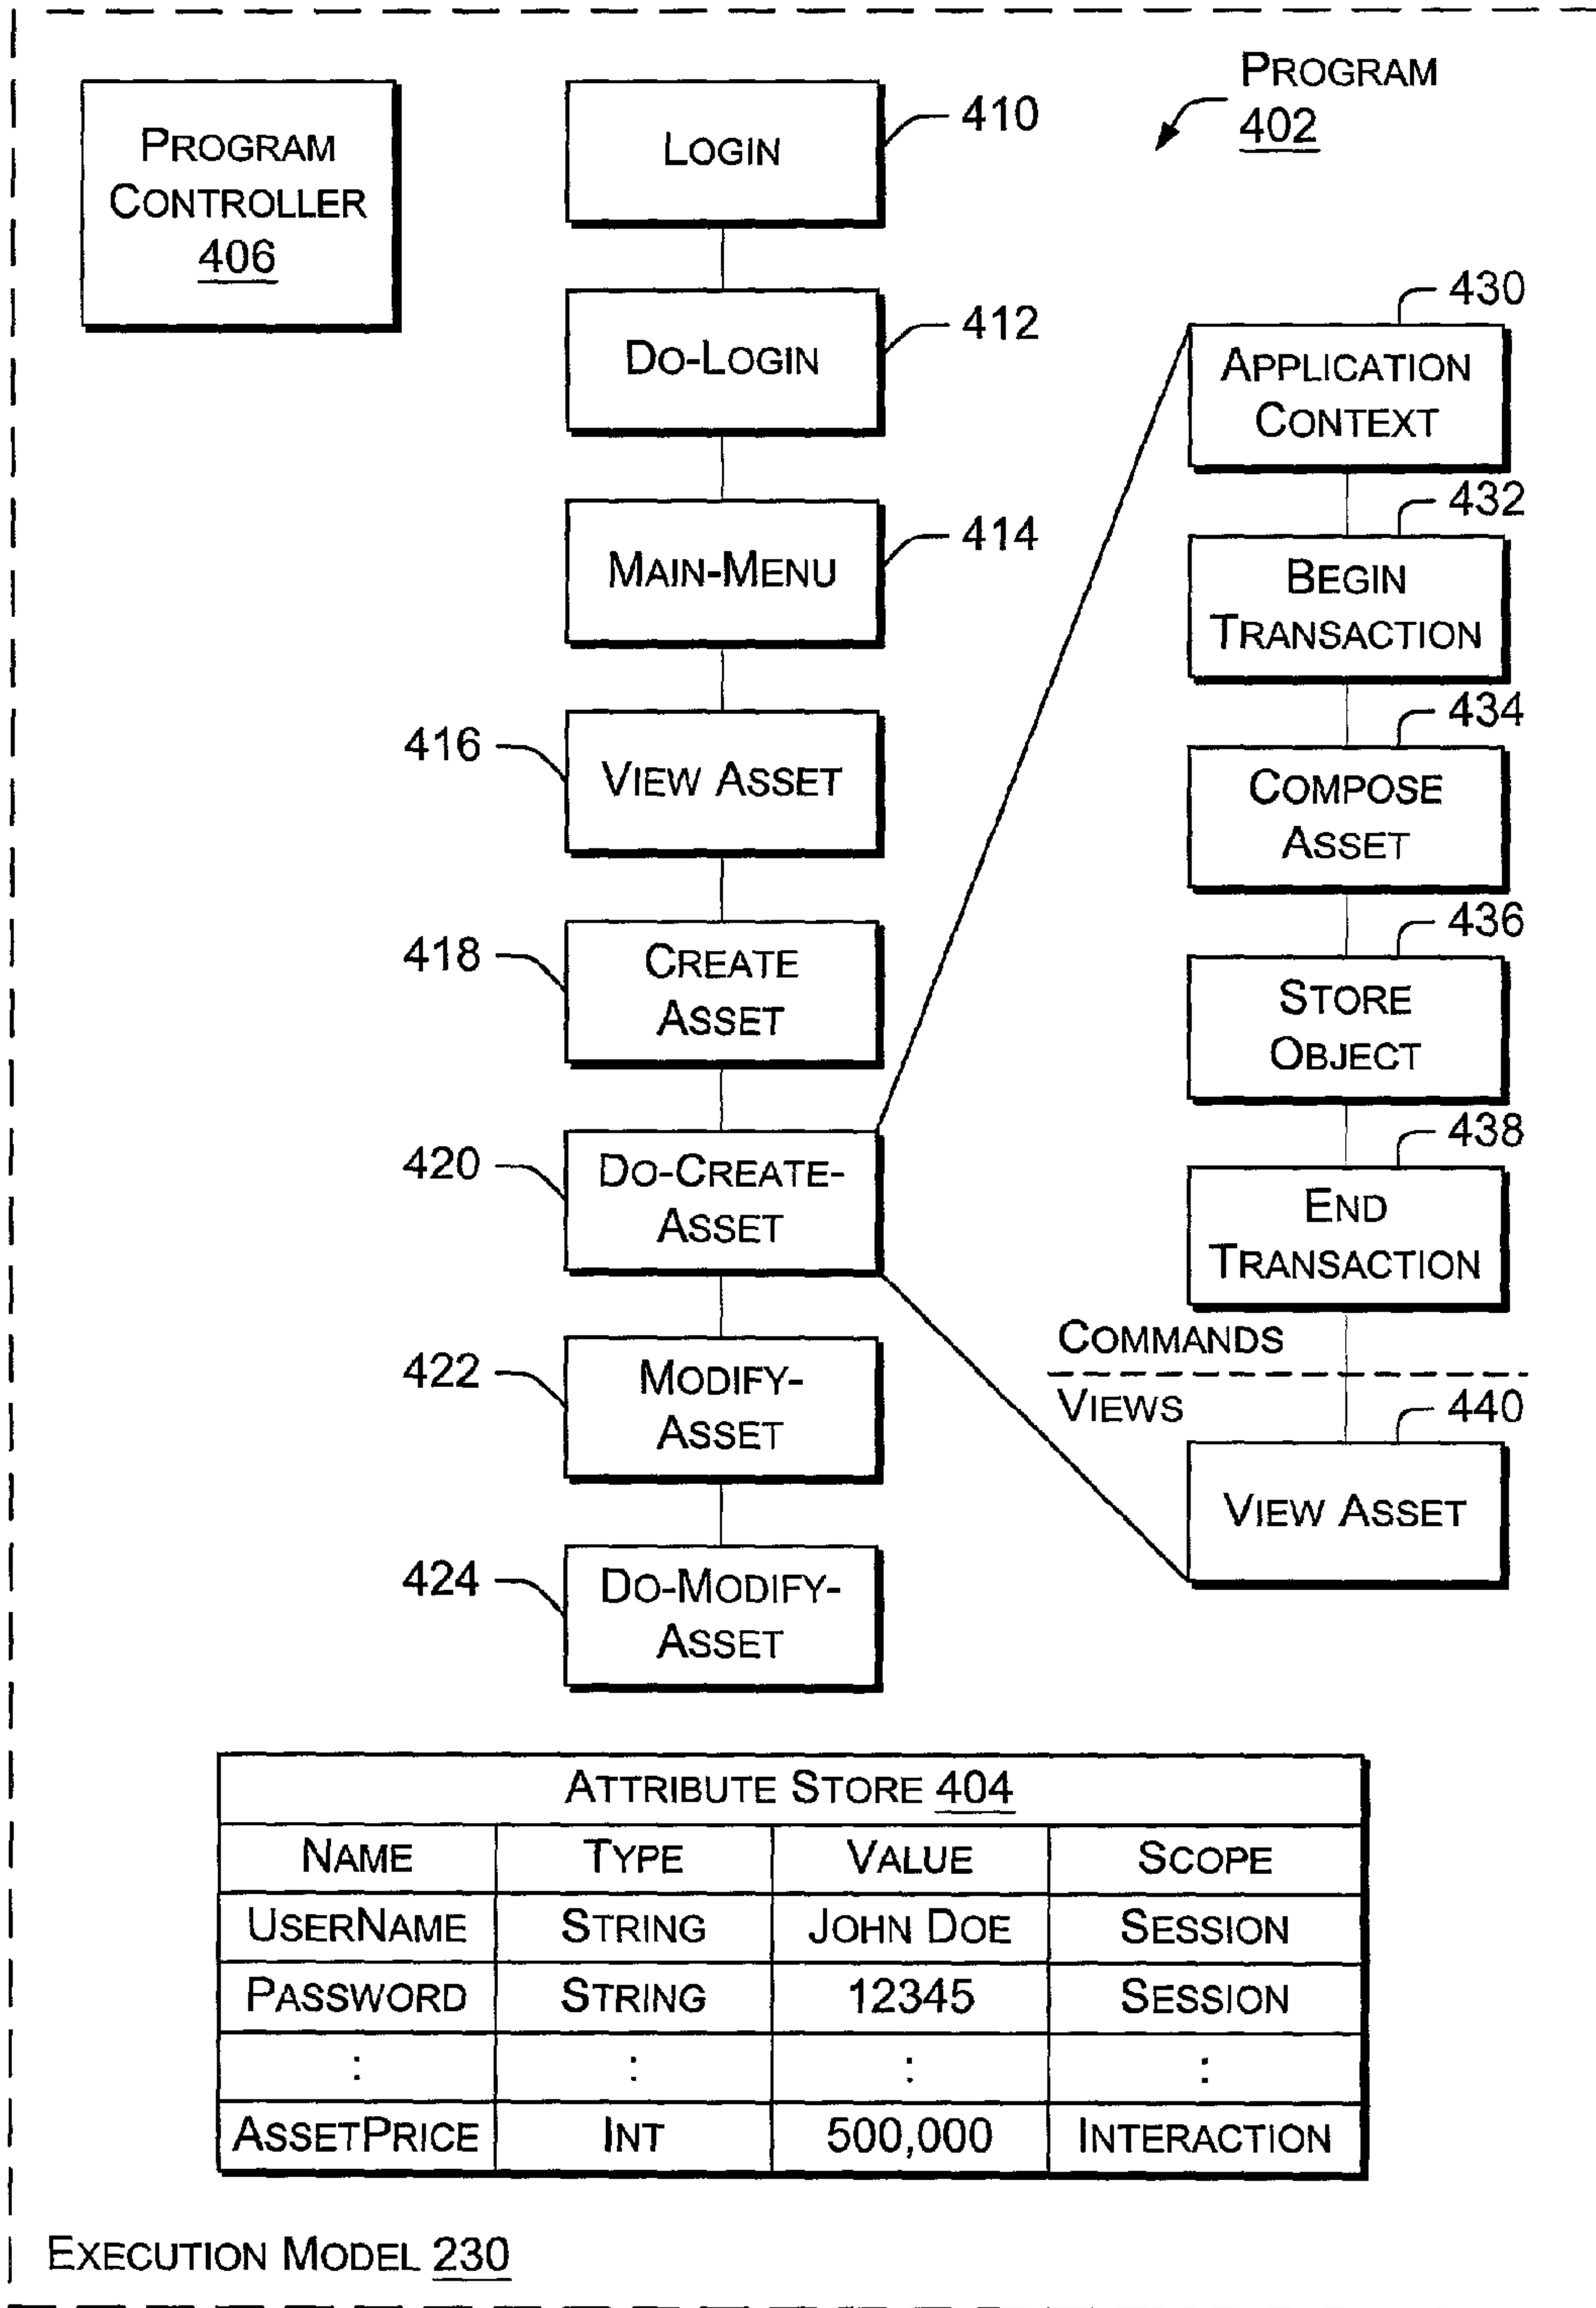 PROGRAM
CONTROLLER
406
LOGIN
410
PROGRAM
402
DO-LOGIN
412
MAIN-MENU
414
416
VIEW ASSET
418
CREATE
ASSET
420
DO-CREATE-
ASSET
422
MODIFY-
ASSET
424
DO-MODIFY-
ASSET
430
APPLICATION
CONTEXT
432
BEGIN
TRANSACTION
434
COMPOSE
ASSET
436
STORE
OBJECT
438
END
TRANSACTION
COMMANDS
VIEWS
440
VIEW ASSET
ATTRIBUTE STORE 404
NAME TYPE VALUE SCOPE
USERNAME STRING JOHN DOE SESSION
PASSWORD STRING 12345 SESSION
: : : :
ASSETPRICE INT 500,000 INTERACTION
EXECUTION MODEL 230